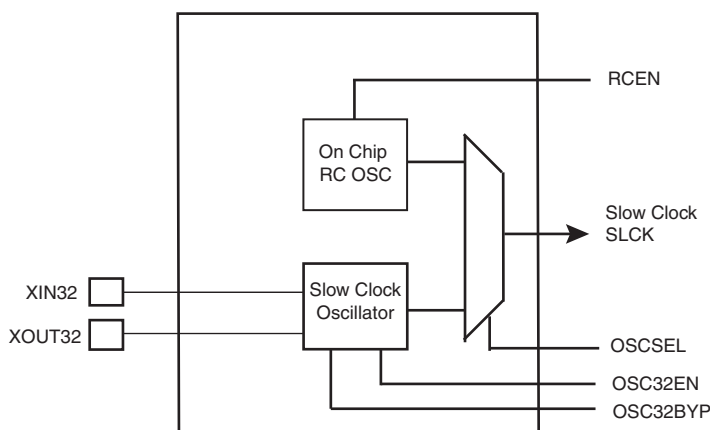 RCEN
On Chip
RC OSC
Slow Clock
SLCK
XIN32
Slow Clock
Oscillator
XOUT32
OSCSEL
OSC32EN
OSC32BYP